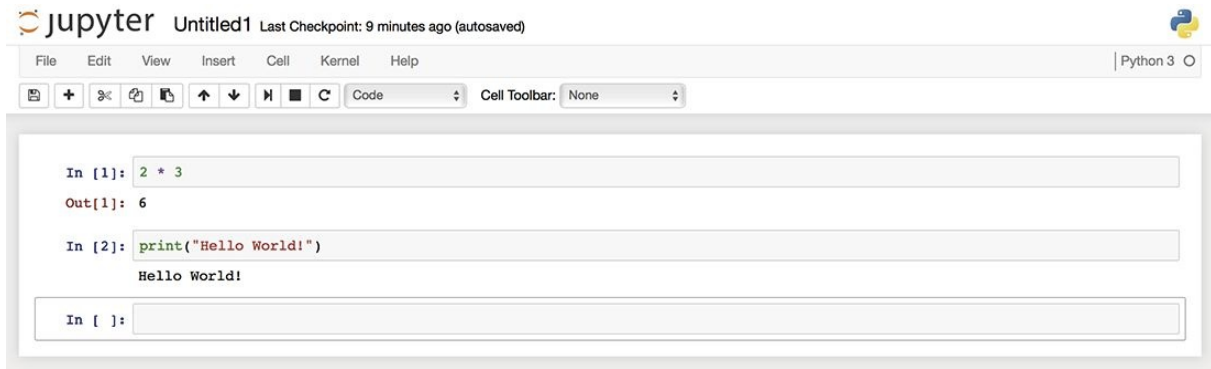 jupyter Untitled1 Last Checkpoint: 9 minutes ago (autosaved)
File Edit View Insert Cell Kernel Help Python 3
Code Cell Toolbar: None
In [1]: 2 * 3
Out[1]: 6
In [2]: print("Hello World!")
Hello World!
In [ ]: